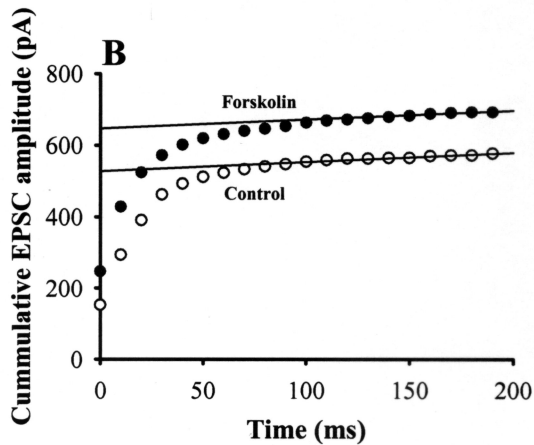 B
Cummulative EPSC amplitude (pA)
800
600
400
200
0
Forskolin
Control
0 50 100 150 200
Time (ms)